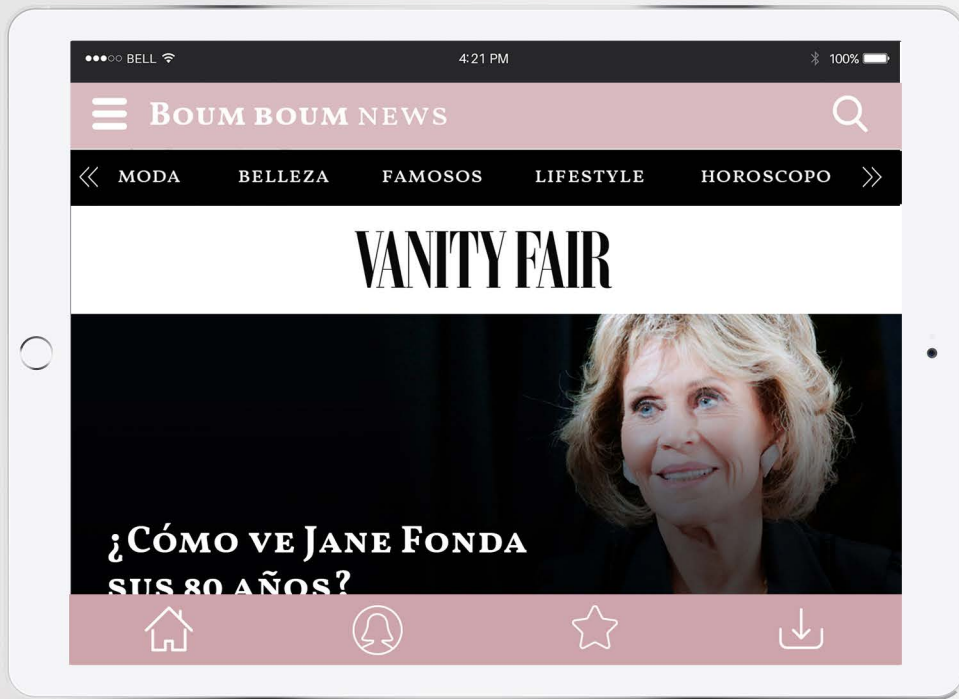 BELL
4:21 PM
100%
BOUM BOUM NEWS
MODA BELLEZA FAMOSOS LIFESTYLE HOROSCOPO
VANITY FAIR
¿CÓMO VE JANE FONDA
SUS 80 AÑOS?